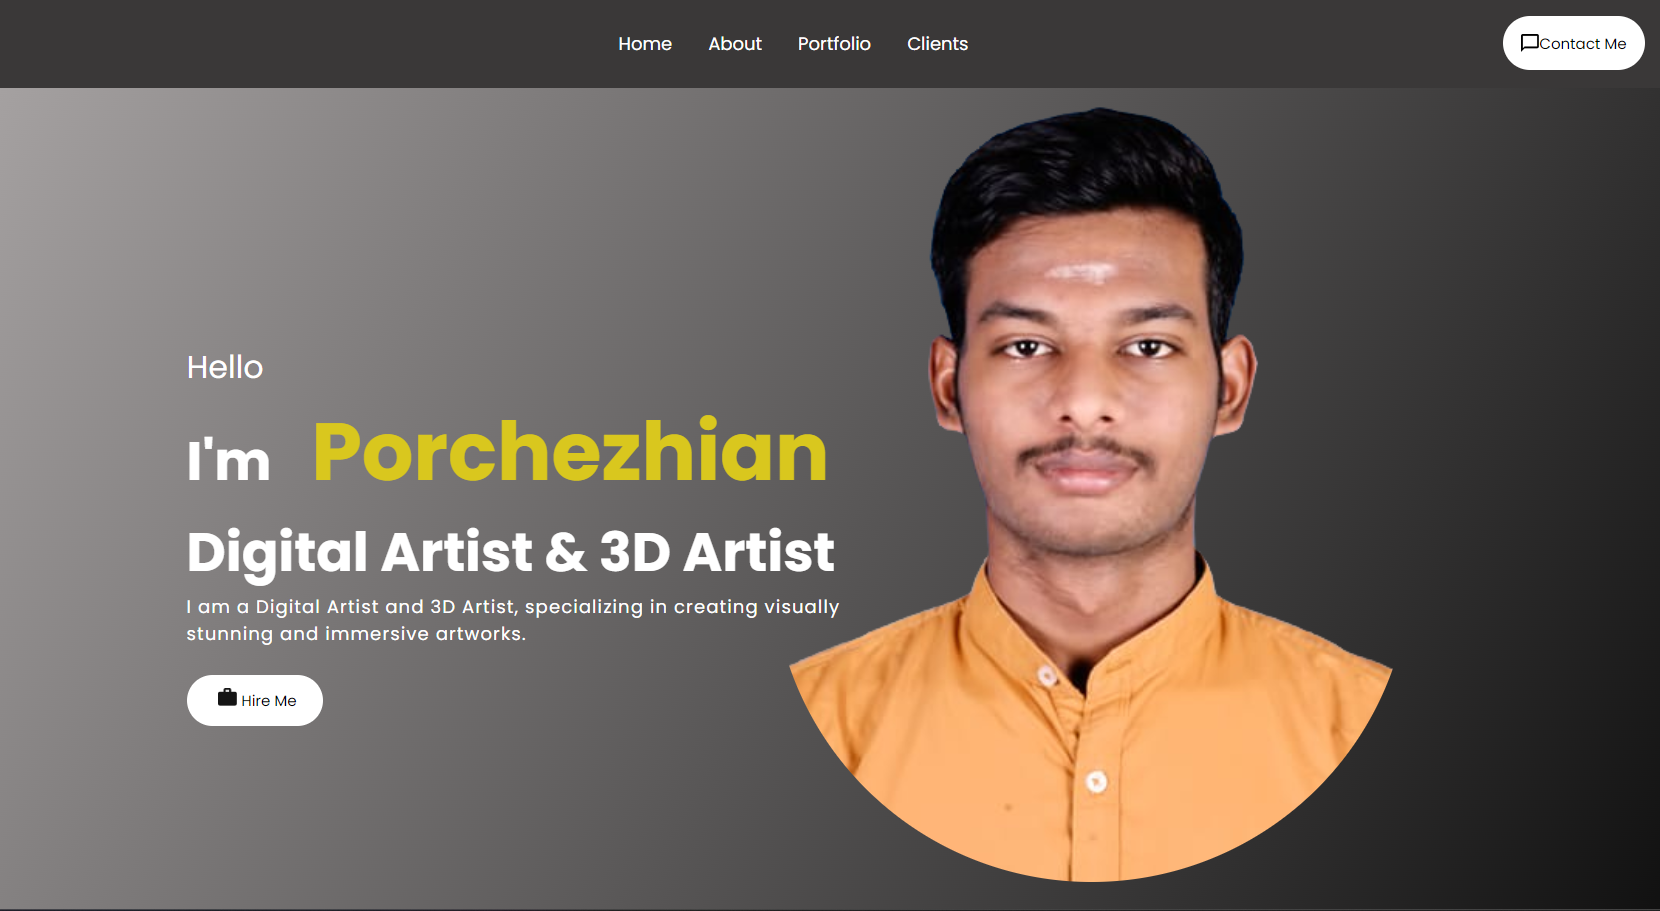 Home About Portfolio Clients
Contact Me
Hello
I'm Porchezhian
Digital Artist & 3D Artist
I am a Digital Artist and 3D Artist, specializing in creating visually
stunning and immersive artworks.
Hire Me